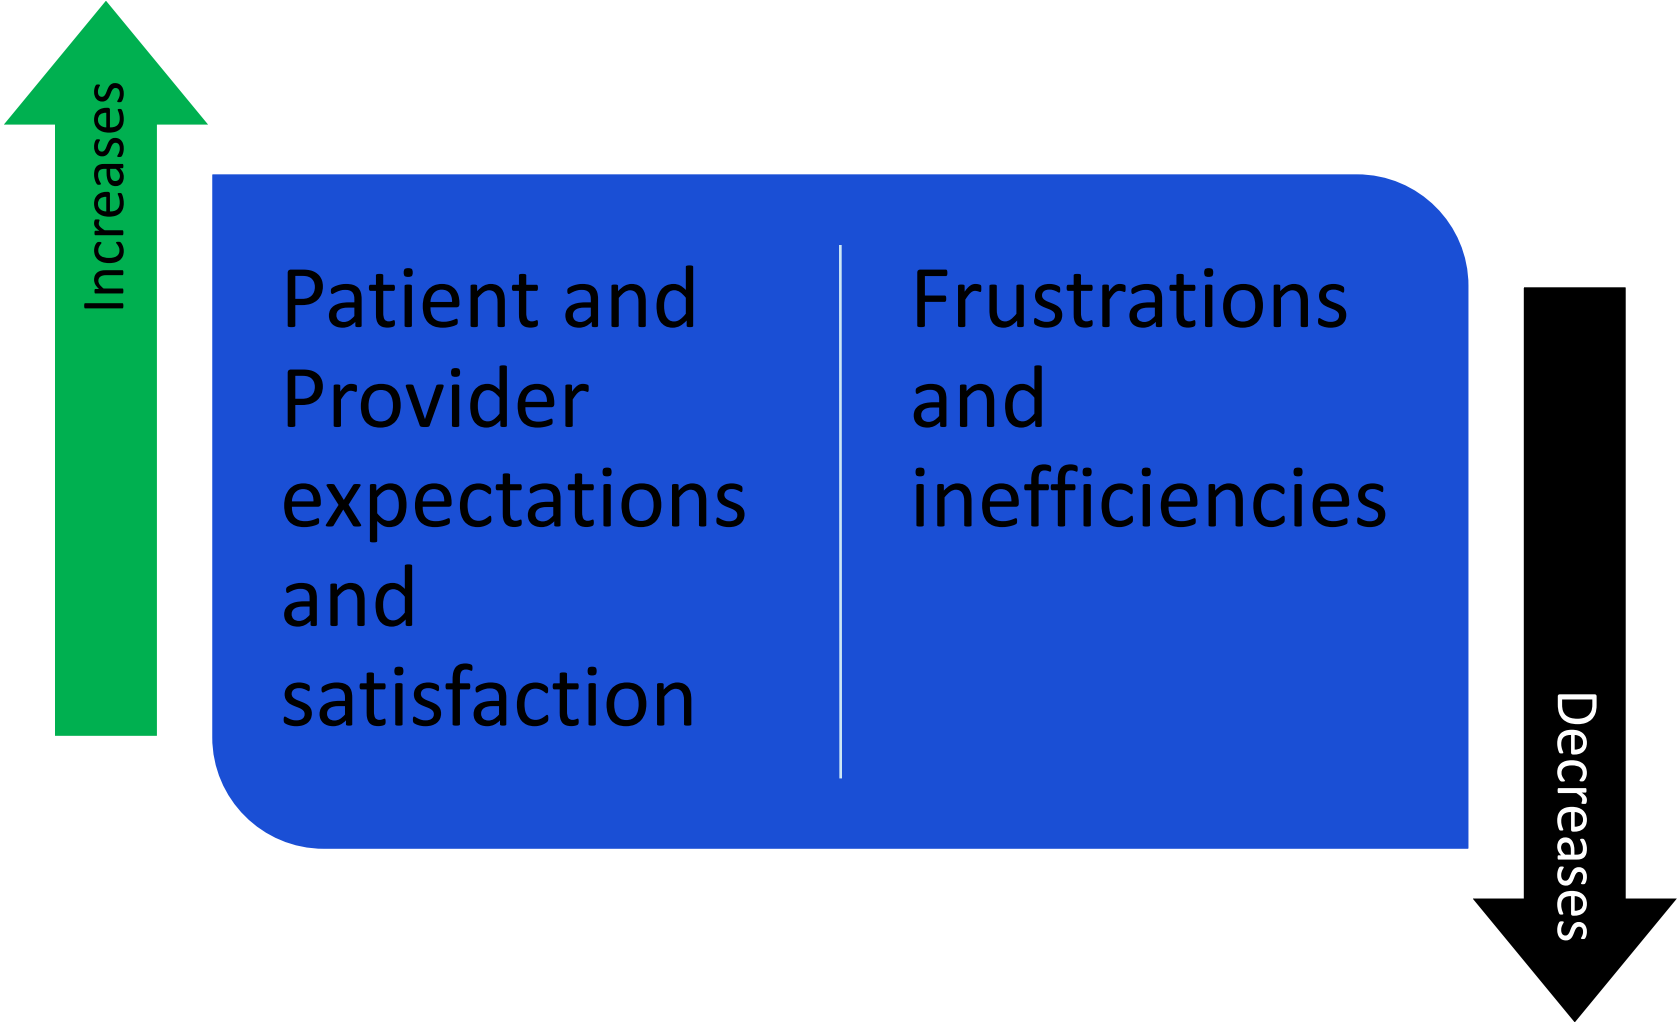 Increases
Patient and
Provider
expectations
and
satisfaction
Frustrations
and
inefficiencies
Decreases